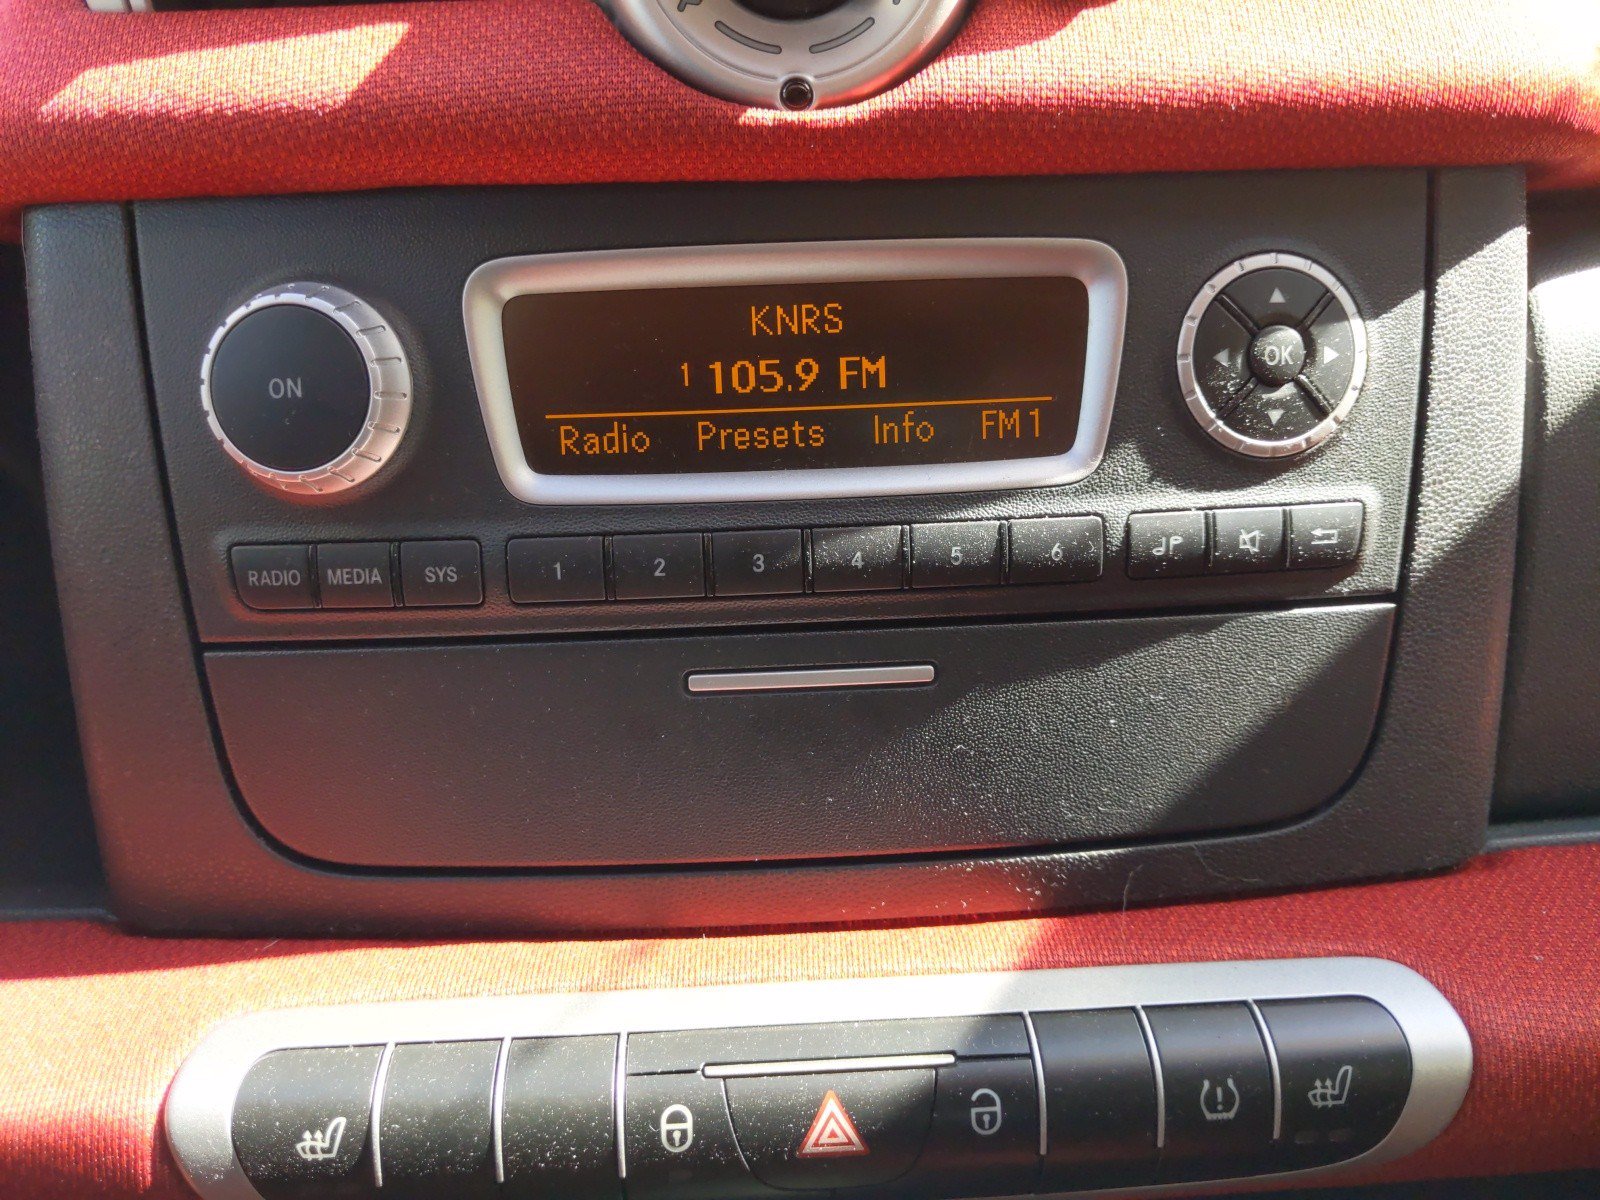 KNRS
1 105.9 FM
Radio Presets Info FM1
ON
OK
RADIO MEDIA SYS 1 2 3 4 5 6